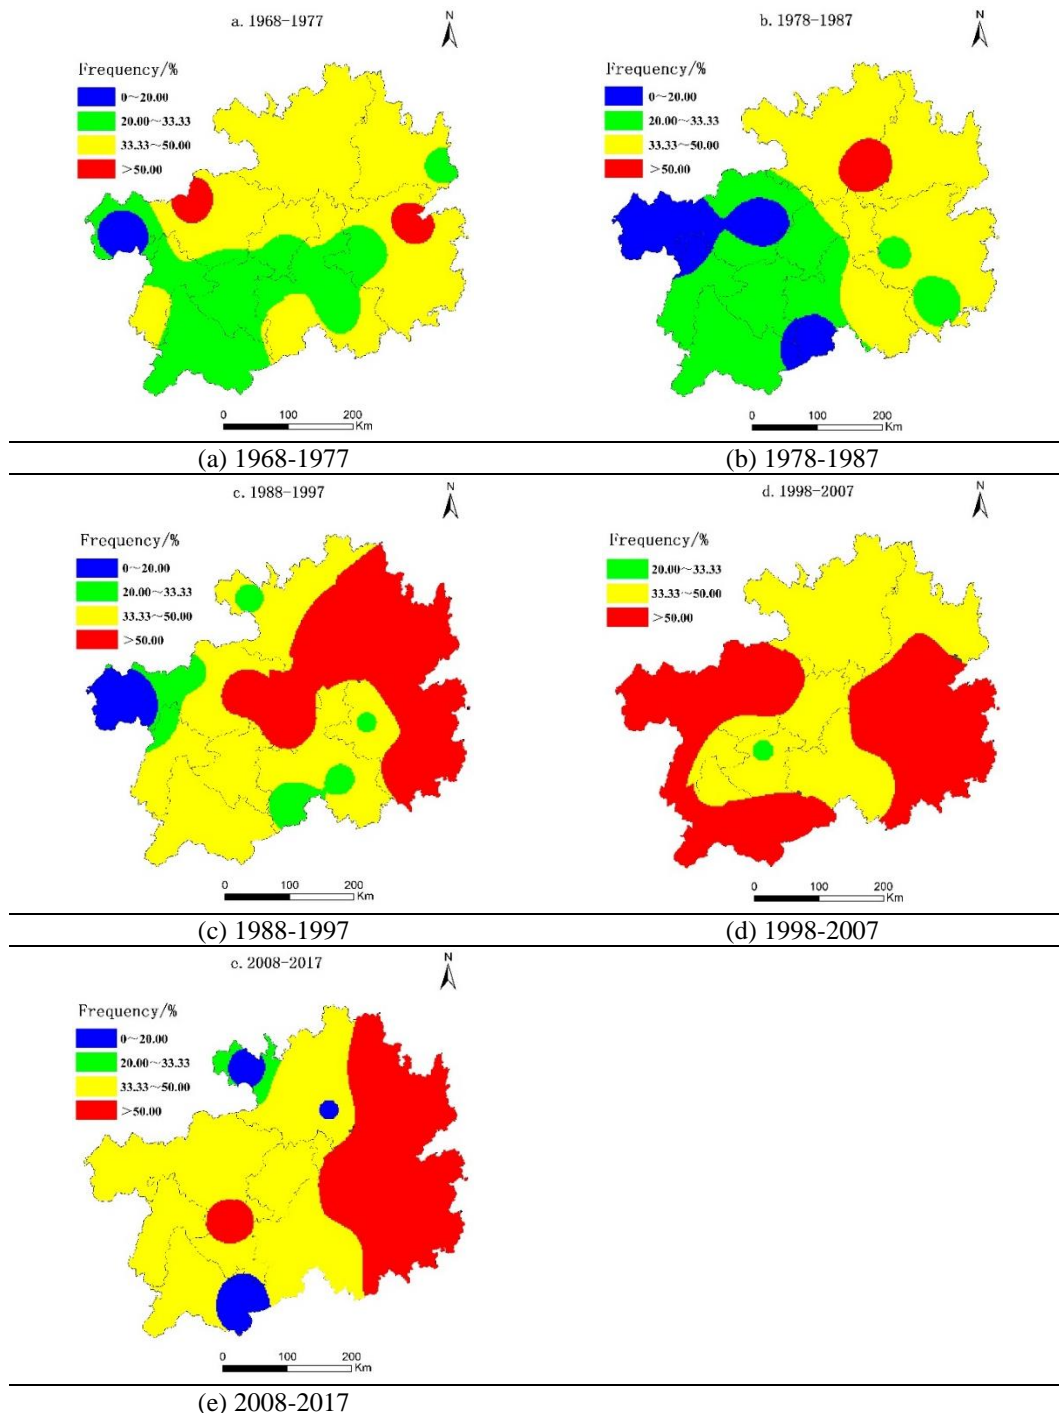 a. 1968-1977
N
Frequency/%
0～20.00
20.00～33.33
33.33～50.00
＞50.00
0 100 200
Km
(a) 1968-1977
b. 1978-1987
N
Frequency/%
0～20.00
20.00～33.33
33.33～50.00
＞50.00
0 100 200
Km
(b) 1978-1987
c. 1988-1997
N
Frequency/%
0～20.00
20.00～33.33
33.33～50.00
＞50.00
0 100 200
Km
(c) 1988-1997
d. 1998-2007
N
Frequency/%
20.00～33.33
33.33～50.00
＞50.00
0 100 200
Km
(d) 1998-2007
e. 2008-2017
N
Frequency/%
0～20.00
20.00～33.33
33.33～50.00
＞50.00
0 100 200
Km
(e) 2008-2017